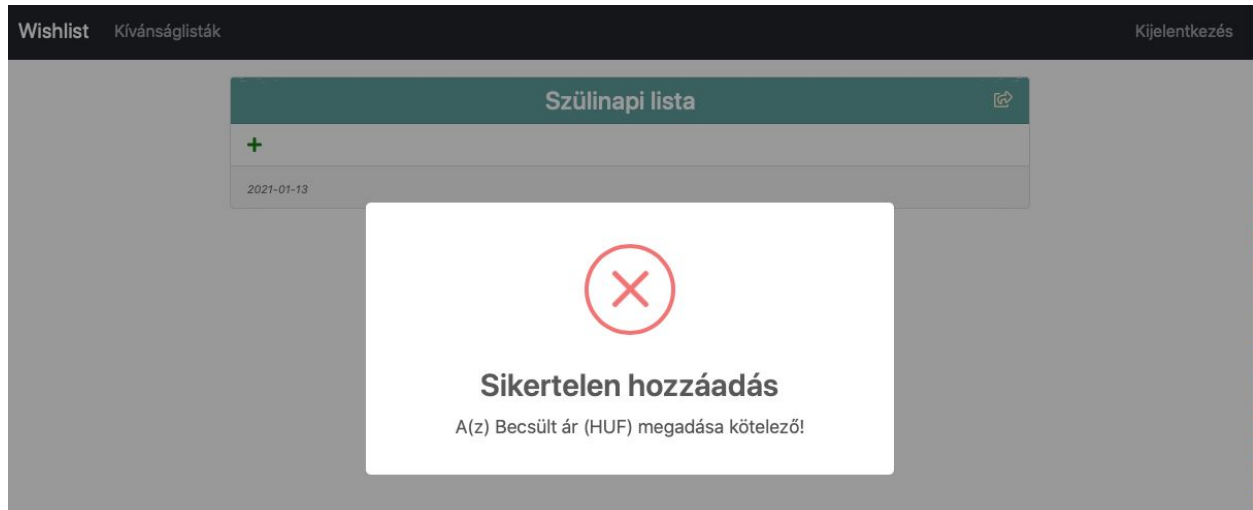 Wishlist Kívánságlisták Kijelentkezés
Szülinapi lista
2021-01-13
Sikertelen hozzáadás
A(z) Becsült ár (HUF) megadása kötelező!